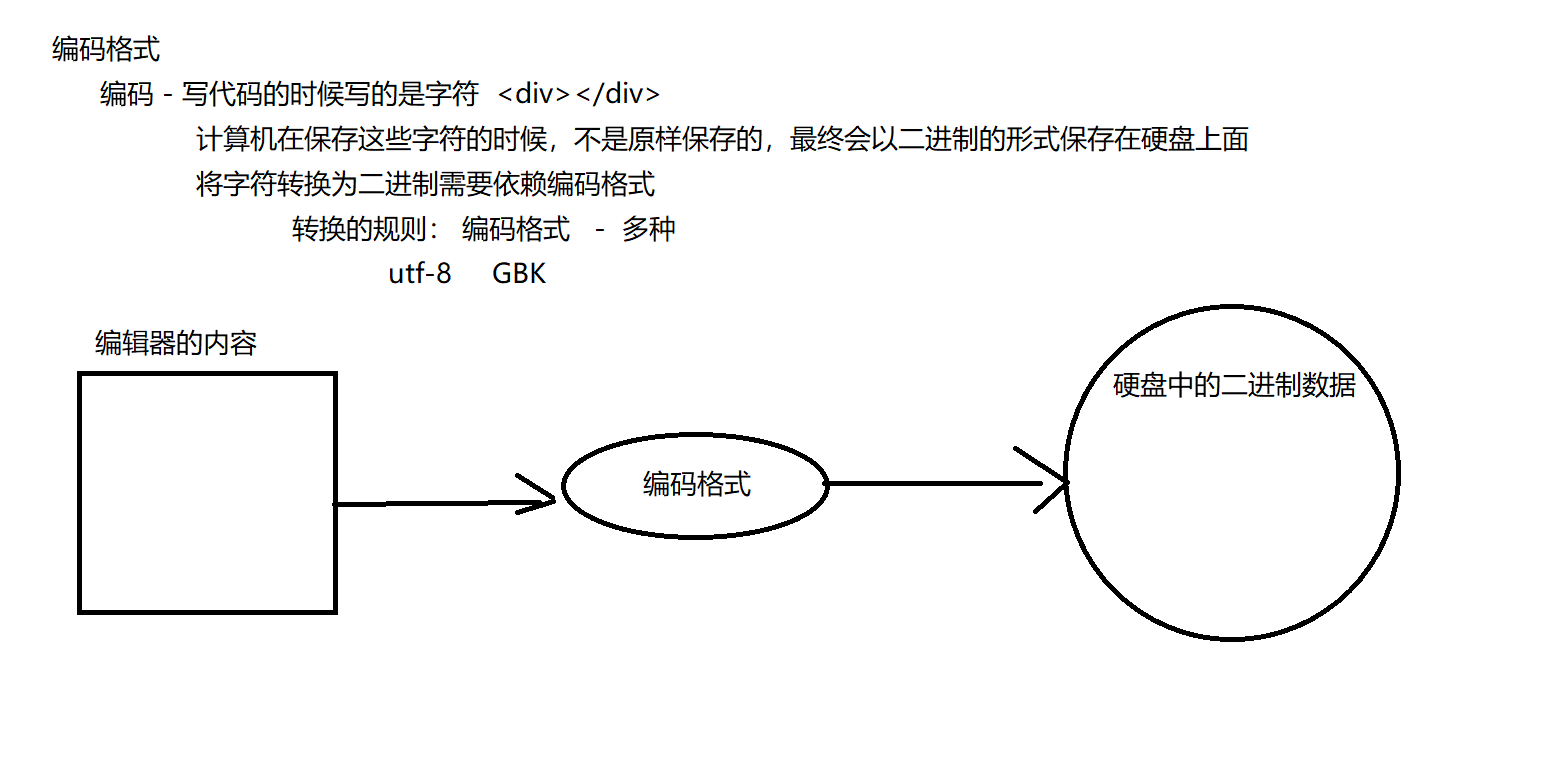 编码格式
编码 - 写代码的时候写的是字符 <div></div>
计算机在保存这些字符的时候，不是原样保存的，最终会以二进制的形式保存在硬盘上面
将字符转换为二进制需要依赖编码格式
转换的规则： 编码格式 - 多种
utf-8 GBK
编辑器的内容
硬盘中的二进制数据
编码格式